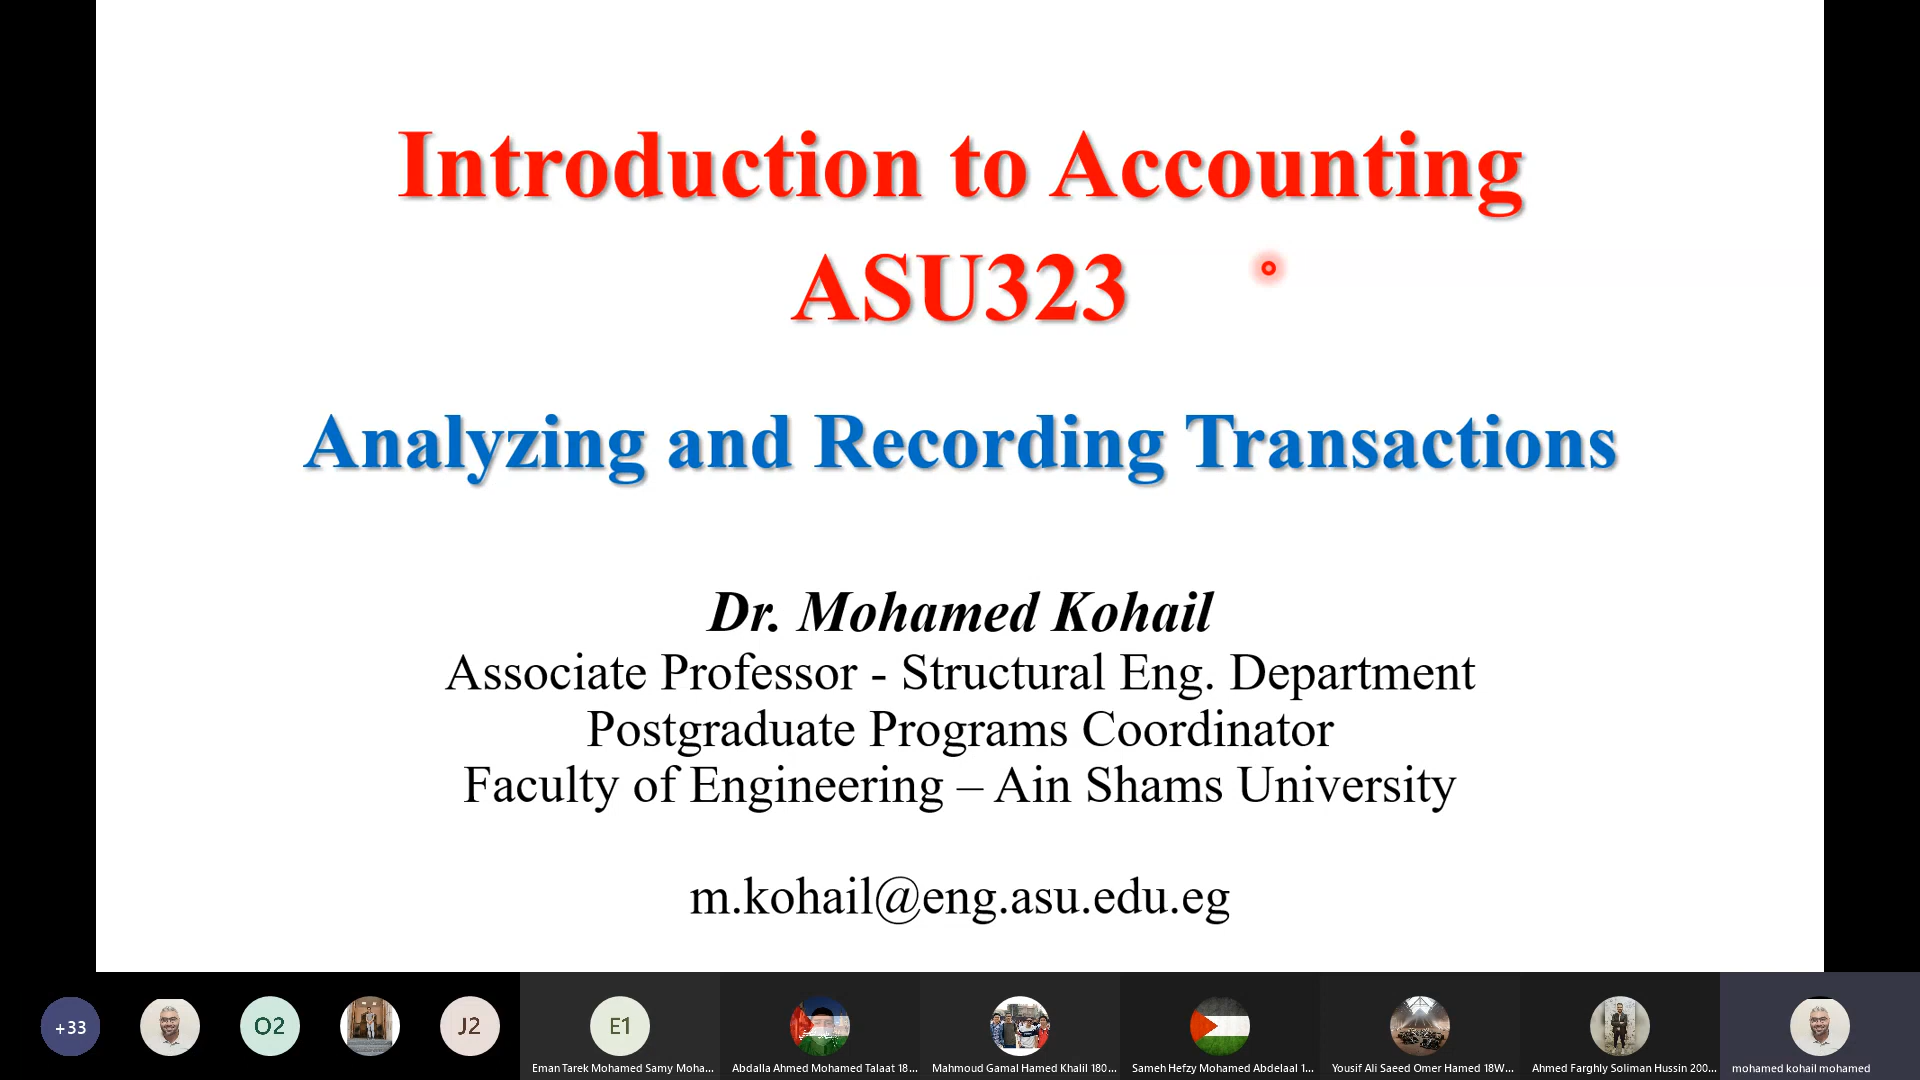 Introduction to Accounting
ASU323
Analyzing and Recording Transactions
Dr. Mohamed Kohail
Associate Professor - Structural Eng. Department
Postgraduate Programs Coordinator
Faculty of Engineering – Ain Shams University
m.kohail@eng.asu.edu.eg
+33
O2
J2
E1
Eman Tarek Mohamed Samy Moha...
Abdalla Ahmed Mohamed Talaat 18...
Mahmoud Gamal Hamed Khalil 180...
Sameh Hefzy Mohamed Abdelaal 1...
Yousif Ali Saeed Omer Hamed 18W...
Ahmed Farghly Soliman Hussin 200...
mohamed kohail mohamed